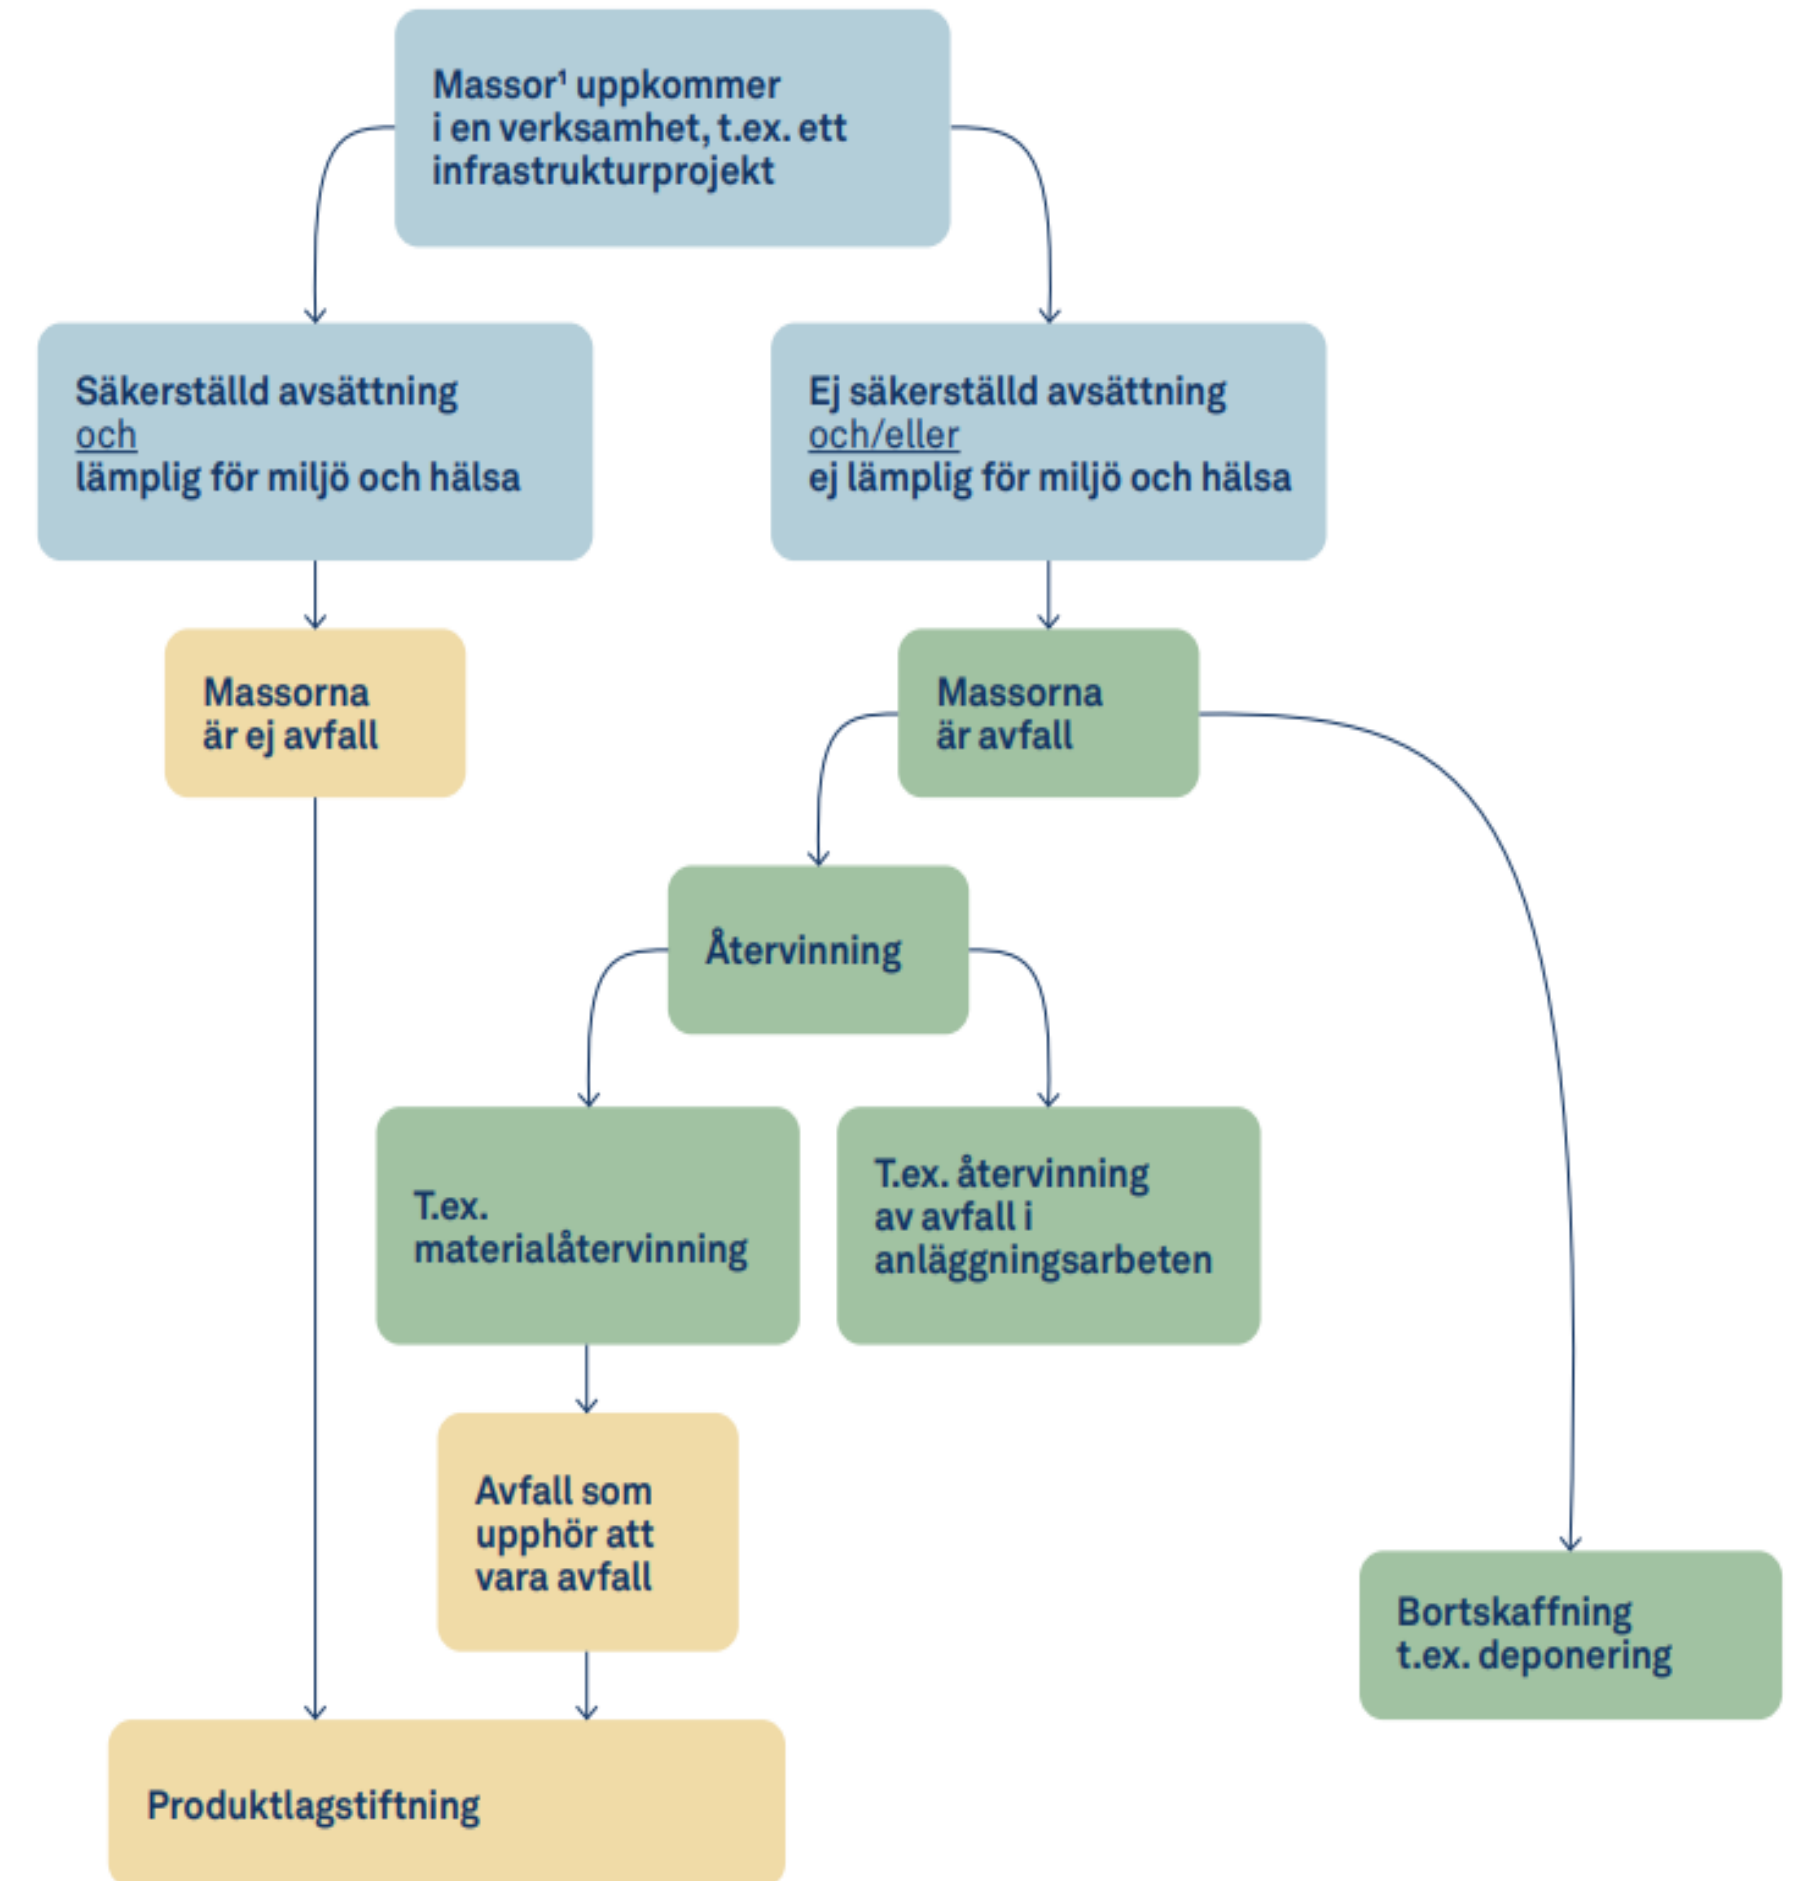 Massor¹ uppkommer
i en verksamhet, t.ex. ett
infrastrukturprojekt
Säkerställd avsättning
och
lämplig för miljö och hälsa
Ej säkerställd avsättning
och/eller
ej lämplig för miljö och hälsa
Massorna
är ej avfall
Massorna
är avfall
Återvinning
T.ex.
materialåtervinning
T.ex. återvinning
av avfall i
anläggningsarbeten
Avfall som
upphör att
vara avfall
Bortskaffning
t.ex. deponering
Produktlagstiftning